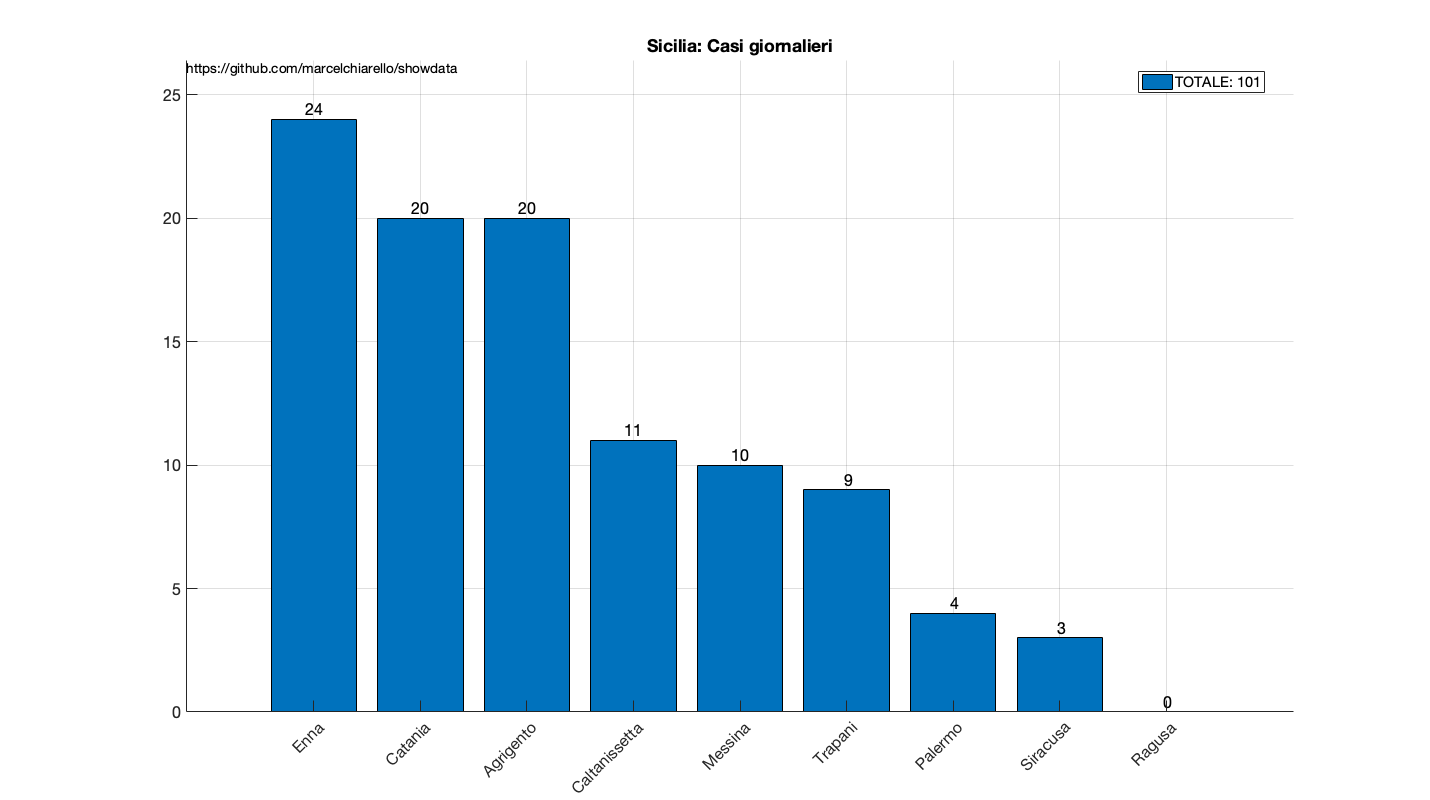 Sicilia: Casi giornalieri
https://github.com/marcelchiarello/showdata
TOTALE: 101
25
20
15
10
5
0
24
20
20
11
10
9
4
3
0
Enna
Catania
Agrigento
Caltanissetta
Messina
Trapani
Palermo
Siracusa
Ragusa